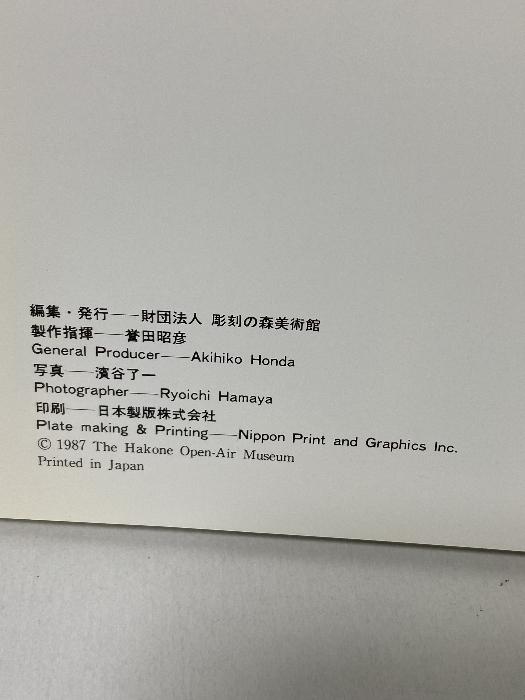 編集・発行――財団法人 彫刻の森美術館
製作指揮――誉田昭彦
General Producer――Akihiko Honda
写真――濱谷了一
Photographer――Ryoichi Hamaya
印刷――日本製版株式会社
Plate making & Printing――Nippon Print and Graphics Inc.
© 1987 The Hakone Open-Air Museum
Printed in Japan